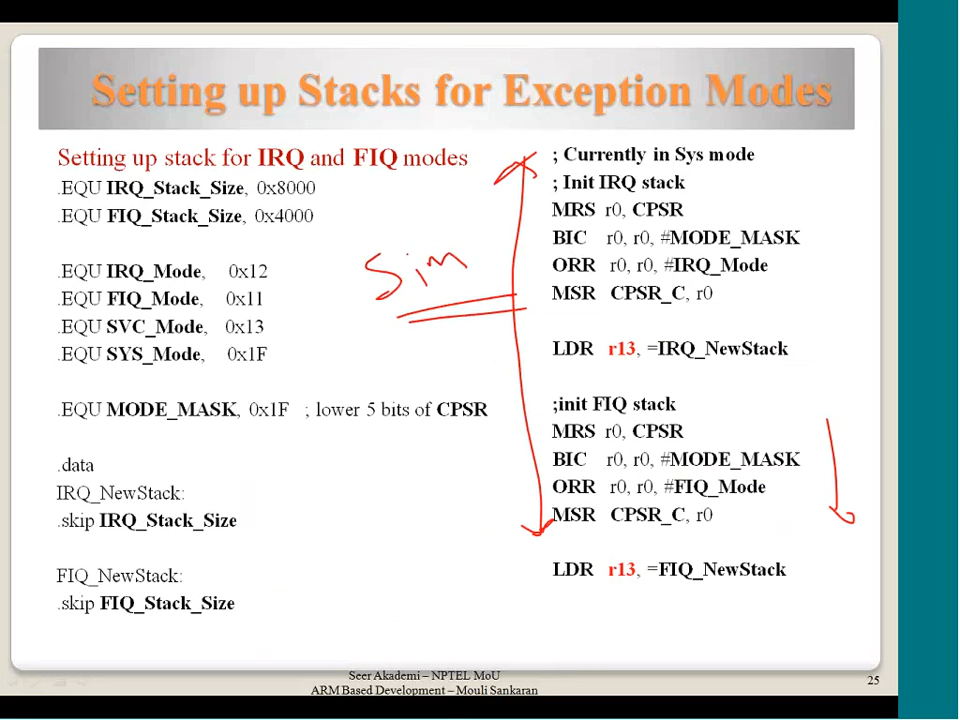 Setting up Stacks for Exception Modes
Setting up stack for IRQ and FIQ modes
.EQU IRQ_Stack_Size, 0x8000
.EQU FIQ_Stack_Size, 0x4000
.EQU IRQ_Mode, 0x12
.EQU FIQ_Mode, 0x11
.EQU SVC_Mode, 0x13
.EQU SYS_Mode, 0x1F
.EQU MODE_MASK, 0x1F ; lower 5 bits of CPSR
.data
IRQ_NewStack:
.skip IRQ_Stack_Size
FIQ_NewStack:
.skip FIQ_Stack_Size
Sim
; Currently in Sys mode
; Init IRQ stack
MRS r0, CPSR
BIC r0, r0, #MODE_MASK
ORR r0, r0, #IRQ_Mode
MSR CPSR_C, r0
LDR r13, =IRQ_NewStack
;init FIQ stack
MRS r0, CPSR
BIC r0, r0, #MODE_MASK
ORR r0, r0, #FIQ_Mode
MSR CPSR_C, r0
LDR r13, =FIQ_NewStack
Seer Akademi – NPTEL MoU
ARM Based Development – Mouli Sankaran
25